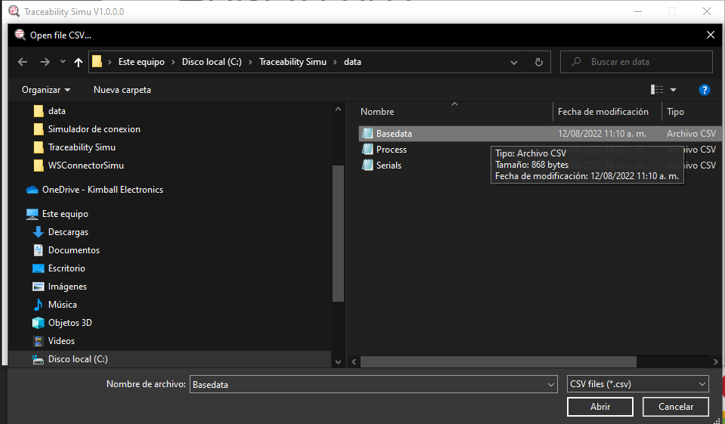 Traceability Simu V1.0.0.0
Open file CSV...
Este equipo > Disco local (C:) > Traceability Simu > data
Buscar en data
Organizar
Nueva carpeta
data
Simulador de conexion
Traceability Simu
WSConnectorSimu
OneDrive - Kimball Electronics
Este equipo
Descargas
Documentos
Escritorio
Imágenes
Música
Objetos 3D
Videos
Disco local (C:)
Nombre Fecha de modificación Tipo
Basedata 12/08/2022 11:10 a. m. Archivo CSV
Process Archivo CSV
Serials Archivo CSV
Tipo: Archivo CSV
Tamaño: 868 bytes
Fecha de modificación: 12/08/2022 11:10 a. m.
Nombre de archivo: Basedata
CSV files (*.csv)
Abrir Cancelar